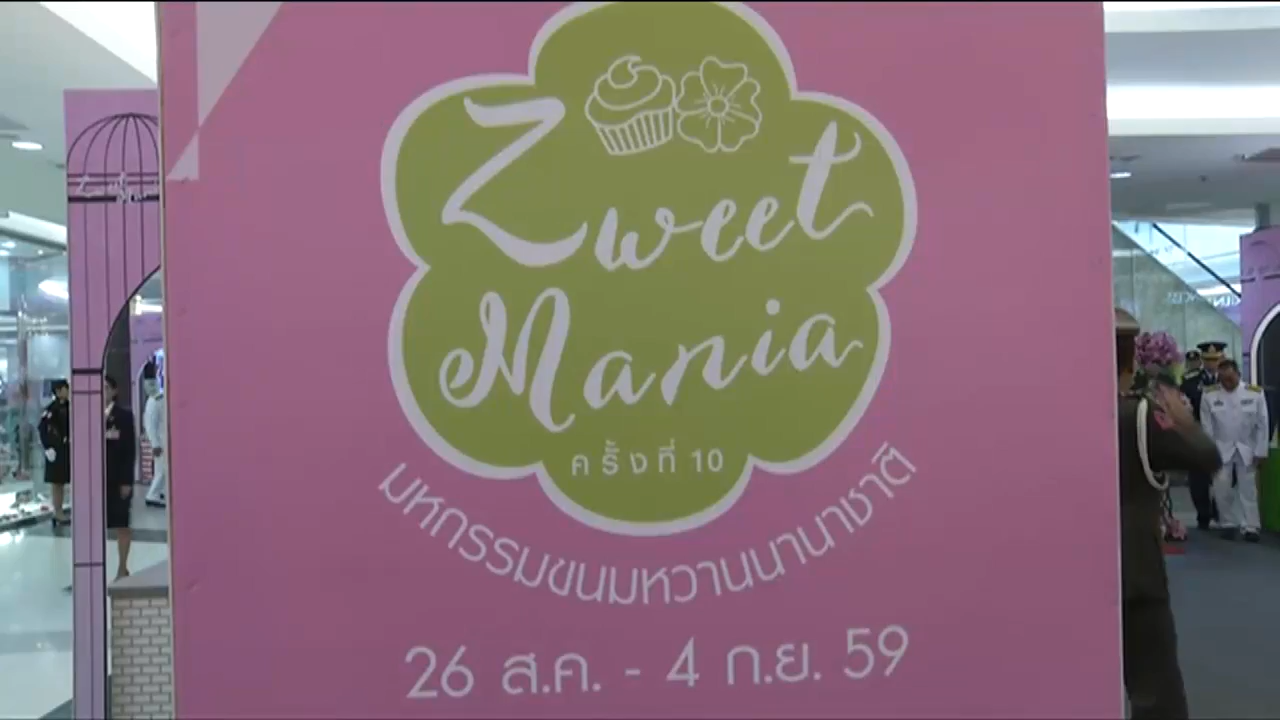 Zweet
Mania
ครั้งที่ 10
มหกรรมขนมหวานนานาชาติ
26 ส.ค. - 4 ก.ย. 59